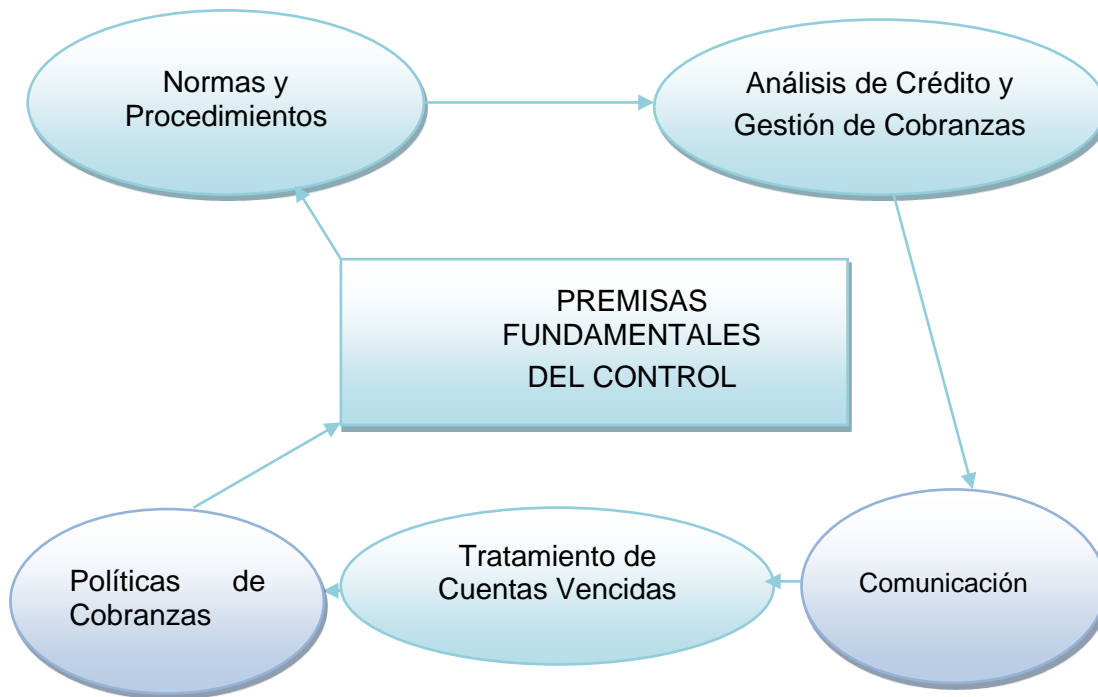 Normas y
Procedimientos
Análisis de Crédito y
Gestión de Cobranzas
PREMISAS
FUNDAMENTALES
DEL CONTROL
Políticas de
Cobranzas
Tratamiento de
Cuentas Vencidas
Comunicación